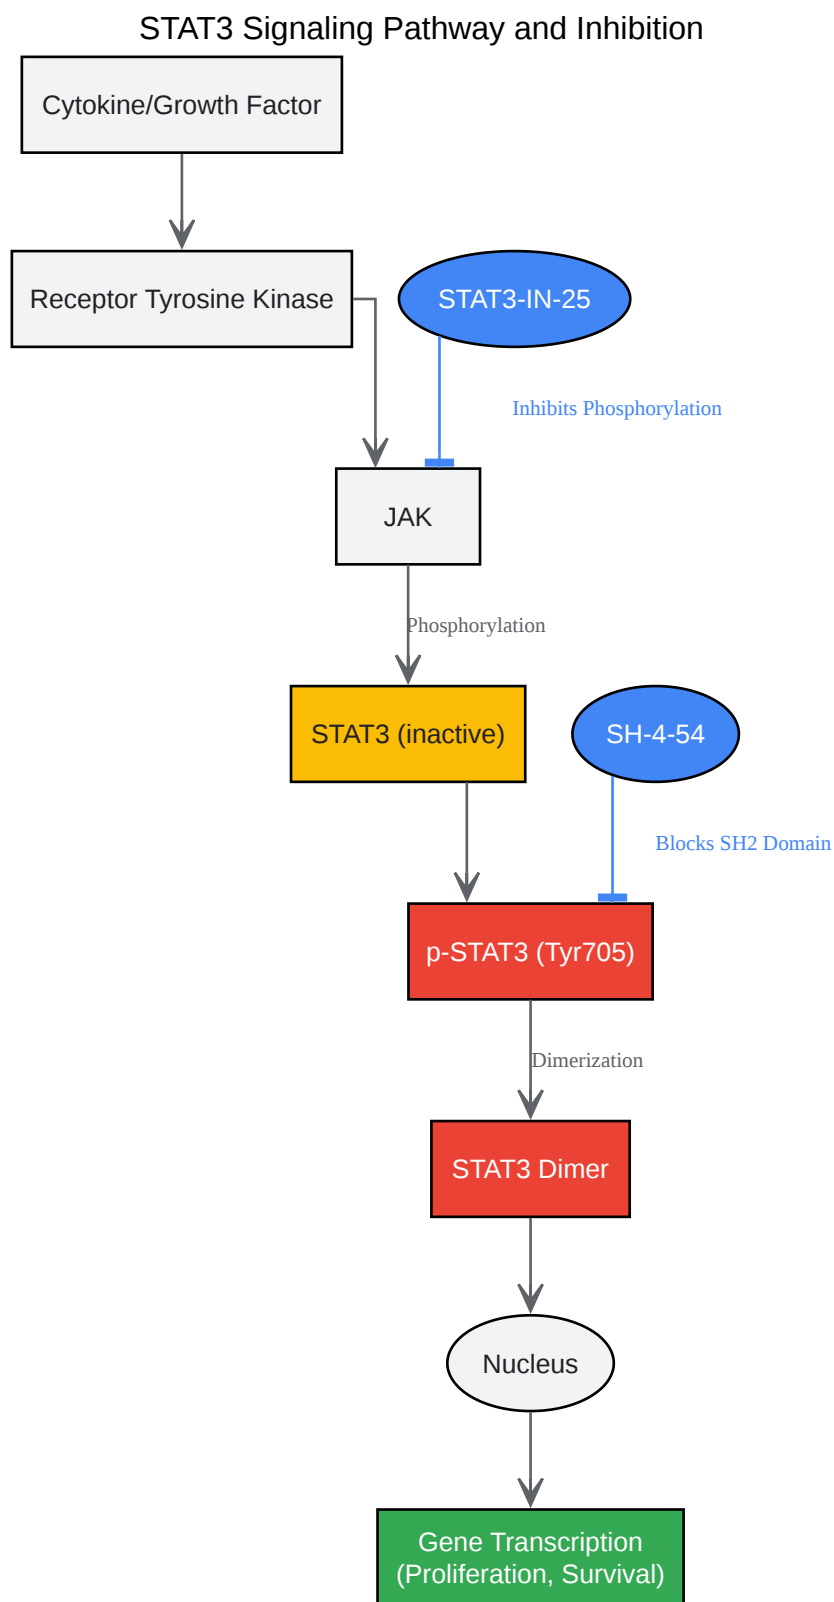 STAT3 Signaling Pathway and Inhibition
Cytokine/Growth Factor
Receptor Tyrosine Kinase
STAT3-IN-25
Inhibits Phosphorylation
JAK
Phosphorylation
STAT3 (inactive)
SH-4-54
Blocks SH2 Domain
p-STAT3 (Tyr705)
Dimerization
STAT3 Dimer
Nucleus
Gene Transcription
(Proliferation, Survival)